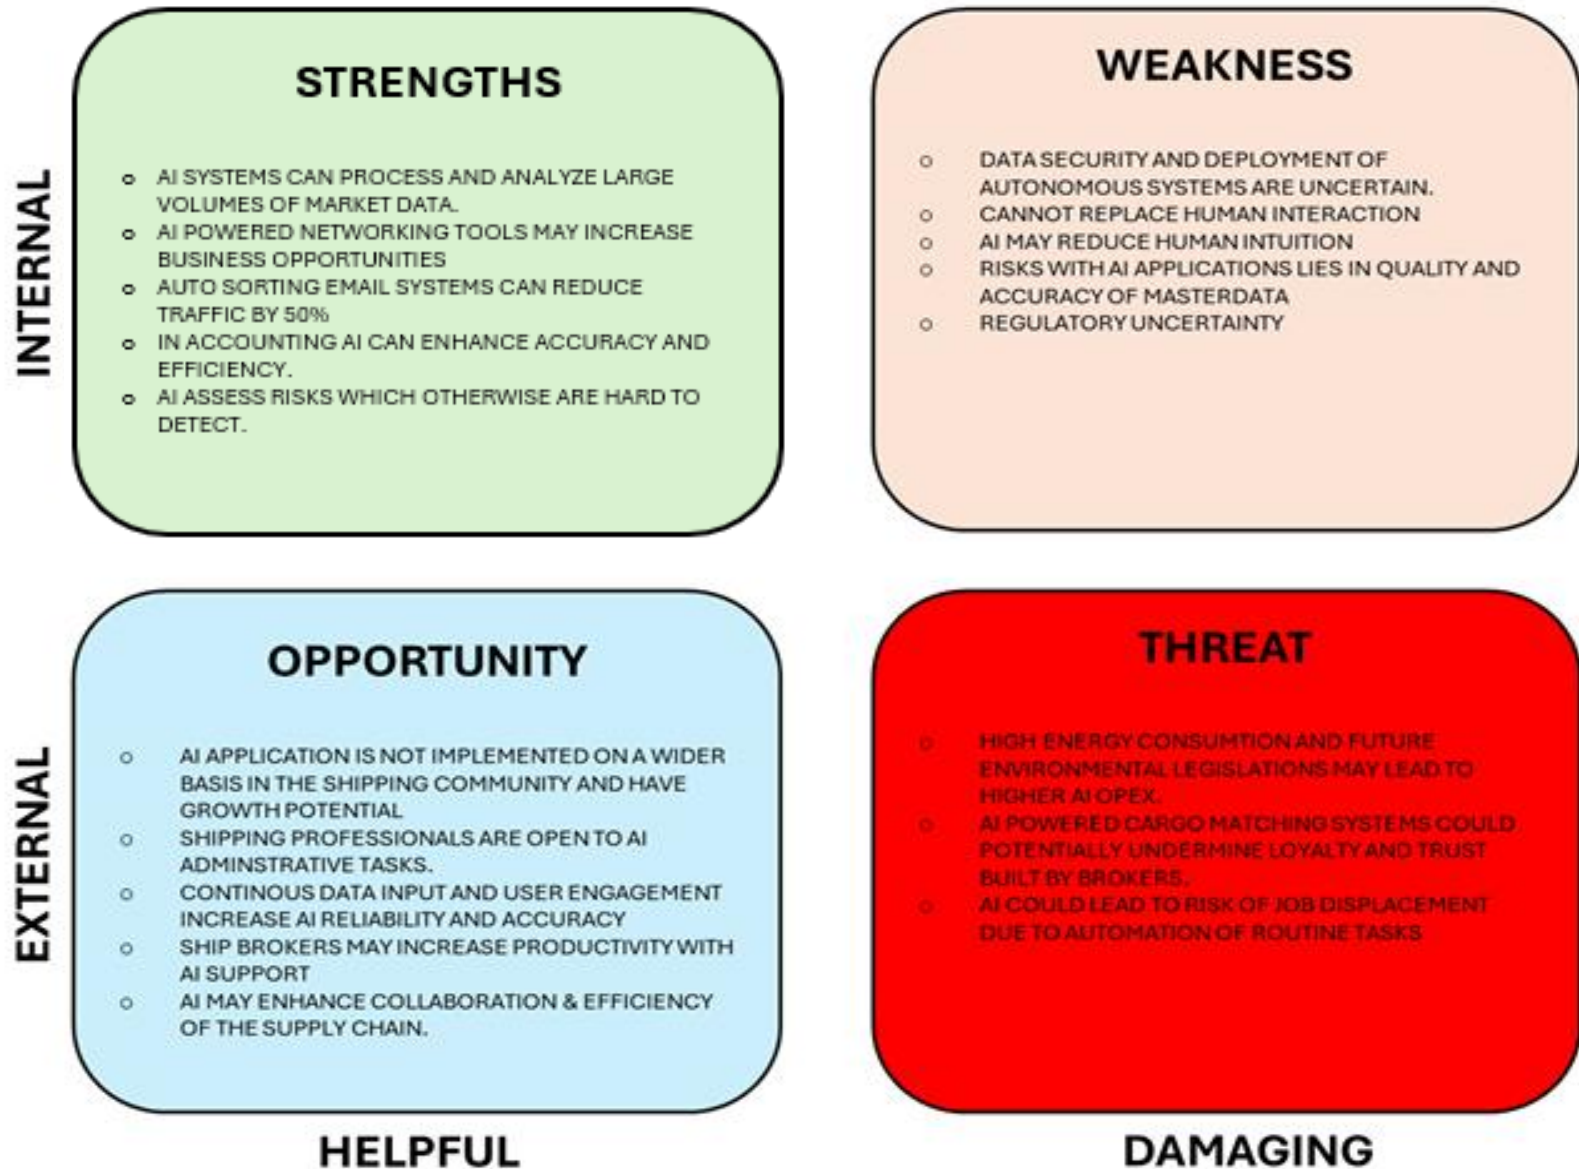 INTERNAL
STRENGTHS
o AI SYSTEMS CAN PROCESS AND ANALYZE LARGE
VOLUMES OF MARKET DATA.
o AI POWERED NETWORKING TOOLS MAY INCREASE
BUSINESS OPPORTUNITIES
o AUTO SORTING EMAIL SYSTEMS CAN REDUCE
TRAFFIC BY 50%
o IN ACCOUNTING AI CAN ENHANCE ACCURACY AND
EFFICIENCY.
o AI ASSESS RISKS WHICH OTHERWISE ARE HARD TO
DETECT.
WEAKNESS
o DATA SECURITY AND DEPLOYMENT OF
AUTONOMOUS SYSTEMS ARE UNCERTAIN.
o CANNOT REPLACE HUMAN INTERACTION
o AI MAY REDUCE HUMAN INTUITION
o RISKS WITH AI APPLICATIONS LIES IN QUALITY AND
ACCURACY OF MASTERDATA
o REGULATORY UNCERTAINTY
EXTERNAL
OPPORTUNITY
o AI APPLICATION IS NOT IMPLEMENTED ON A WIDER
BASIS IN THE SHIPPING COMMUNITY AND HAVE
GROWTH POTENTIAL
o SHIPPING PROFESSIONALS ARE OPEN TO AI
ADMINSTRATIVE TASKS.
o CONTINOUS DATA INPUT AND USER ENGAGEMENT
INCREASE AI RELIABILITY AND ACCURACY
o SHIP BROKERS MAY INCREASE PRODUCTIVITY WITH
AI SUPPORT
o AI MAY ENHANCE COLLABORATION & EFFICIENCY
OF THE SUPPLY CHAIN.
THREAT
o HIGH ENERGY CONSUMTION AND FUTURE
ENVIRONMENTAL LEGISLATIONS MAY LEAD TO
HIGHER AI OPEX.
o AI POWERED CARGO MATCHING SYSTEMS COULD
POTENTIALLY UNDERMINE LOYALTY AND TRUST
BUILT BY BROKERS.
o AI COULD LEAD TO RISK OF JOB DISPLACEMENT
DUE TO AUTOMATION OF ROUTINE TASKS
HELPFUL
DAMAGING